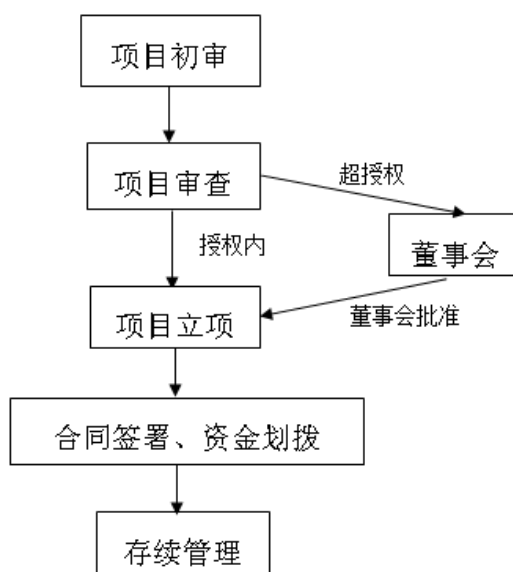 项目初审
项目审查
超授权
授权内
董事会
项目立项
董事会批准
合同签署、资金划拨
存续管理